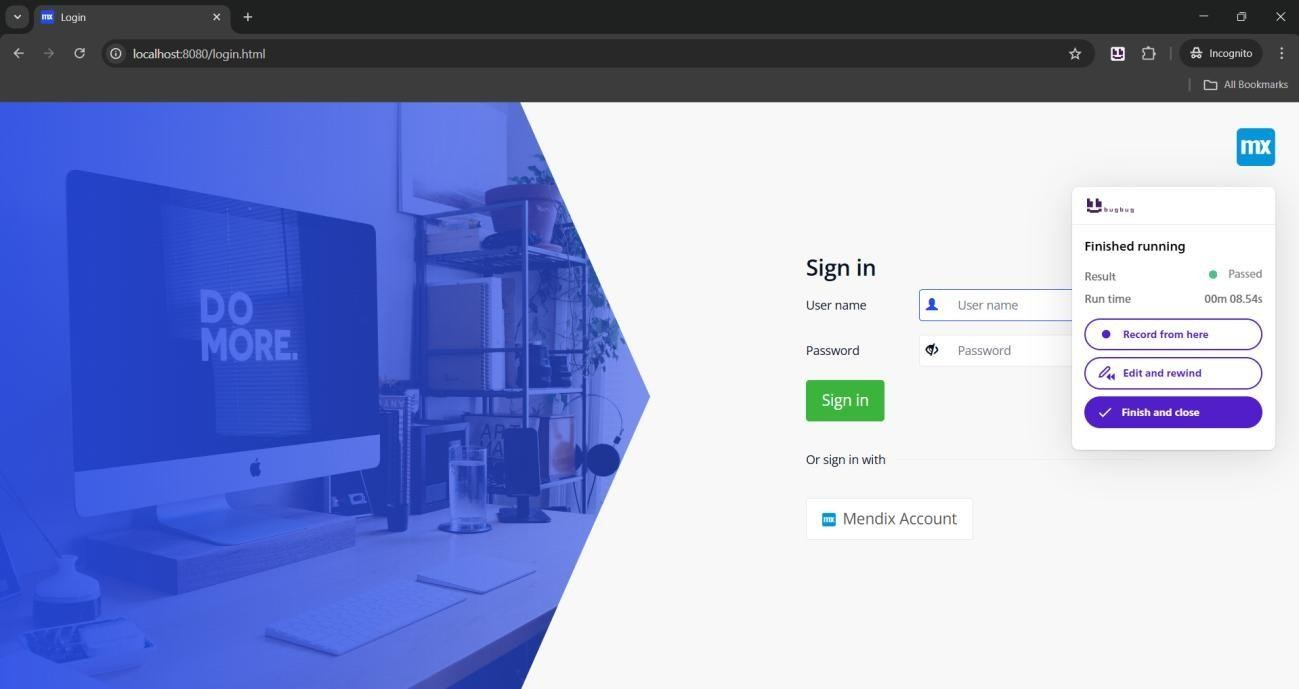 mx Login
localhost:8080/login.html
Incognito
All Bookmarks
mx
DO
MORE.
bugbug
Finished running
Result Passed
Run time 00m 08.54s
Record from here
Edit and rewind
Finish and close
Sign in
User name User name
Password Password
Sign in
Or sign in with
mx Mendix Account